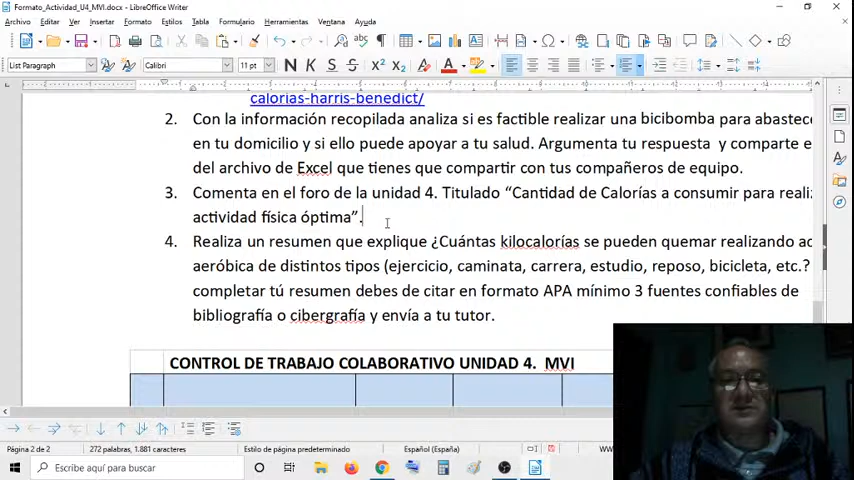 Formato_Actividad_U4_MVI.docx - LibreOffice Writer
Archivo Editar Ver Insertar Formato Estilos Tabla Formulario Herramientas Ventana Ayuda
List Paragraph Calibri 11 pt N K S S X² X₂ A
calorias-harris-benedict/
2. Con la información recopilada analiza si es factible realizar una bicibomba para abastece
en tu domicilio y si ello puede apoyar a tu salud. Argumenta tu respuesta y comparte e
del archivo de Excel que tienes que compartir con tus compañeros de equipo.
3. Comenta en el foro de la unidad 4. Titulado “Cantidad de Calorías a consumir para realiz
actividad física óptima”.
4. Realiza un resumen que explique ¿Cuántas kilocalorías se pueden quemar realizando ac
aeróbica de distintos tipos (ejercicio, caminata, carrera, estudio, reposo, bicicleta, etc.?
completar tú resumen debes de citar en formato APA mínimo 3 fuentes confiables de
bibliografía o cibergrafía y envía a tu tutor.
CONTROL DE TRABAJO COLABORATIVO UNIDAD 4. MVI
Página 2 de 2 272 palabras, 1.881 caracteres Estilo de página predeterminado Español (España)
Escribe aquí para buscar